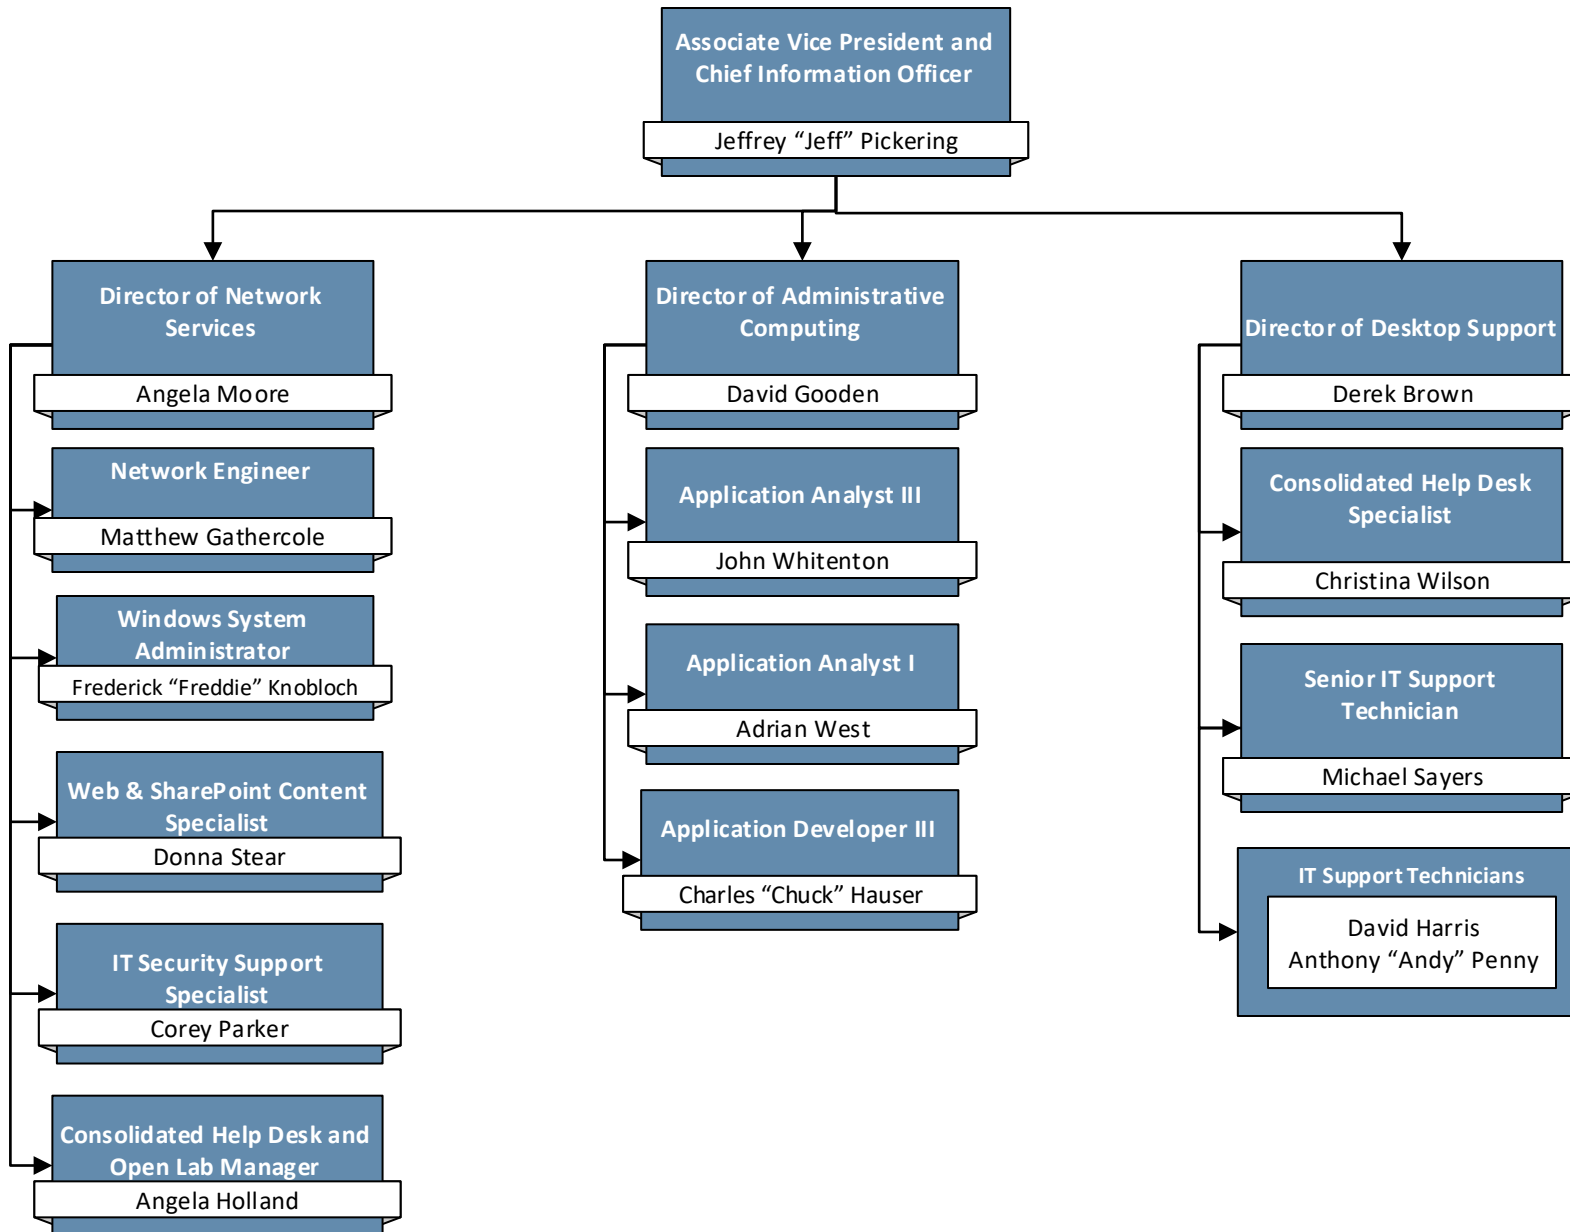 Associate Vice President and
Chief Information Officer
Jeffrey “Jeff” Pickering
Director of Network
Services
Angela Moore
Network Engineer
Matthew Gathercole
Windows System
Administrator
Frederick “Freddie” Knobloch
Web & SharePoint Content
Specialist
Donna Stear
IT Security Support
Specialist
Corey Parker
Consolidated Help Desk and
Open Lab Manager
Angela Holland
Director of Administrative
Computing
David Gooden
Application Analyst III
John Whitenton
Application Analyst I
Adrian West
Application Developer III
Charles “Chuck” Hauser
Director of Desktop Support
Derek Brown
Consolidated Help Desk
Specialist
Christina Wilson
Senior IT Support
Technician
Michael Sayers
IT Support Technicians
David Harris
Anthony “Andy” Penny